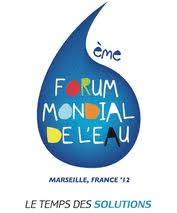 ème
FORUM
MONDIAL
DE L'EAU
MARSEILLE, FRANCE '12
LE TEMPS DES SOLUTIONS